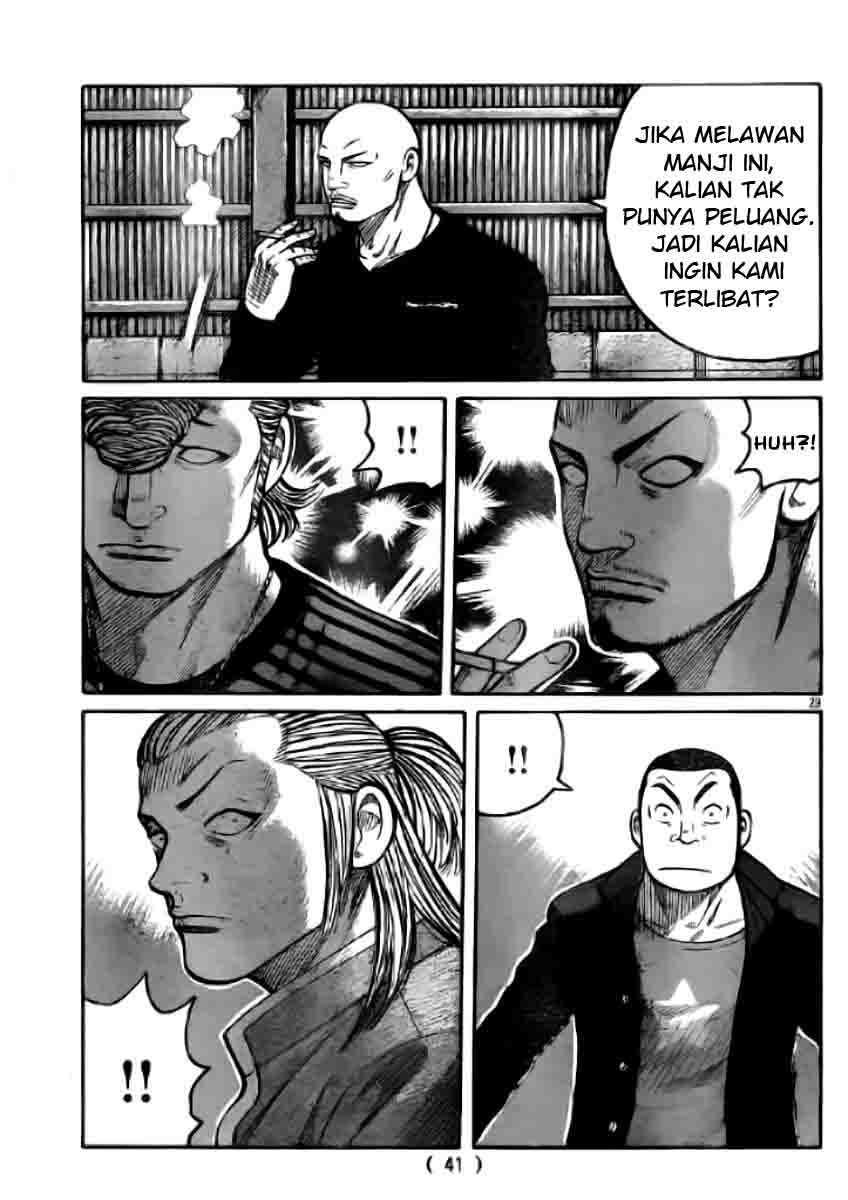 JIKA MELAWAN
MANJI INI,
KALIAN TAK
PUNYA PELUANG.
JADI KALIAN
INGIN KAMI
TERLIBAT?
!!
HUH?!
29
!!
!!
( 41 )